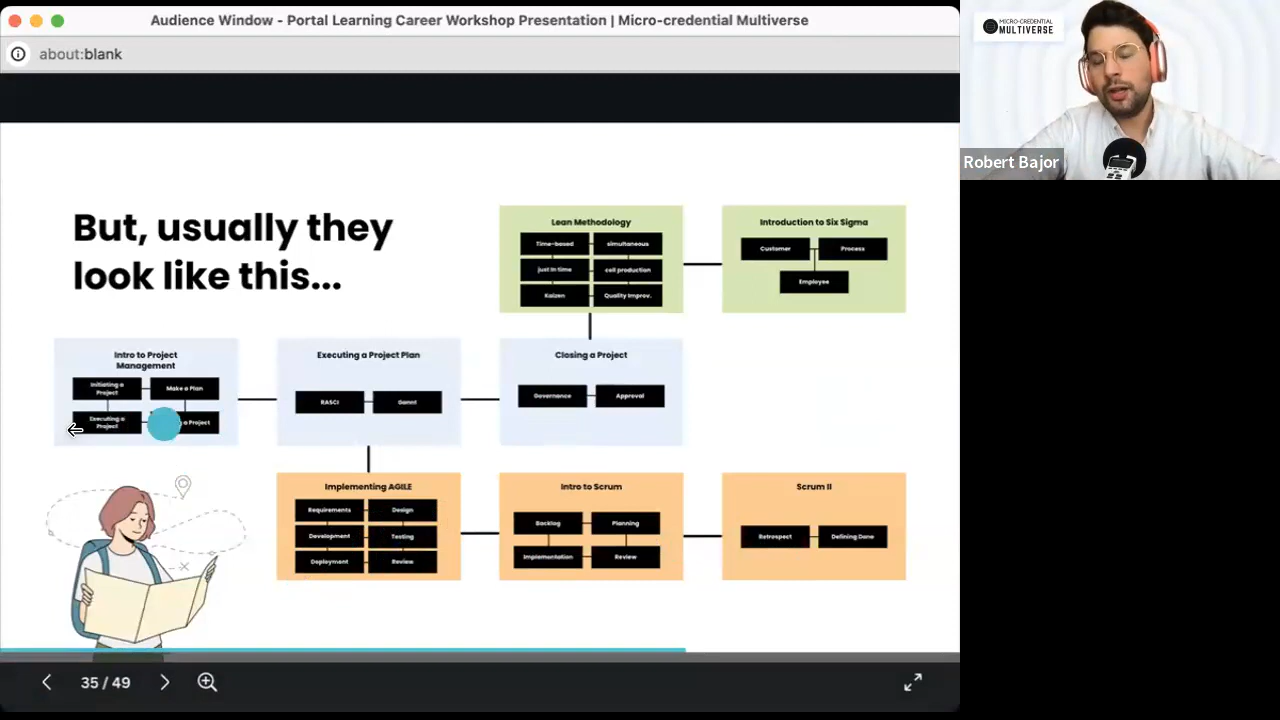 Audience Window - Portal Learning Career Workshop Presentation | Micro-credential Multiverse
about:blank
MICRO-CREDENTIAL
MULTIVERSE
Robert Bajor
But, usually they
look like this...
Lean Methodology
Time-based
simultaneous
just in time
cell production
Kaizen
Quality Improv.
Introduction to Six Sigma
Customer
Process
Employee
Intro to Project
Management
Initiating a
Project
Make a Plan
Executing a
Project
a Project
Executing a Project Plan
RASCI
Gannt
Closing a Project
Governance
Approval
Implementing AGILE
Requirements
Design
Development
Testing
Deployment
Review
Intro to Scrum
Backlog
Planning
Implementation
Review
Scrum II
Retrospect
Defining Done
35 / 49